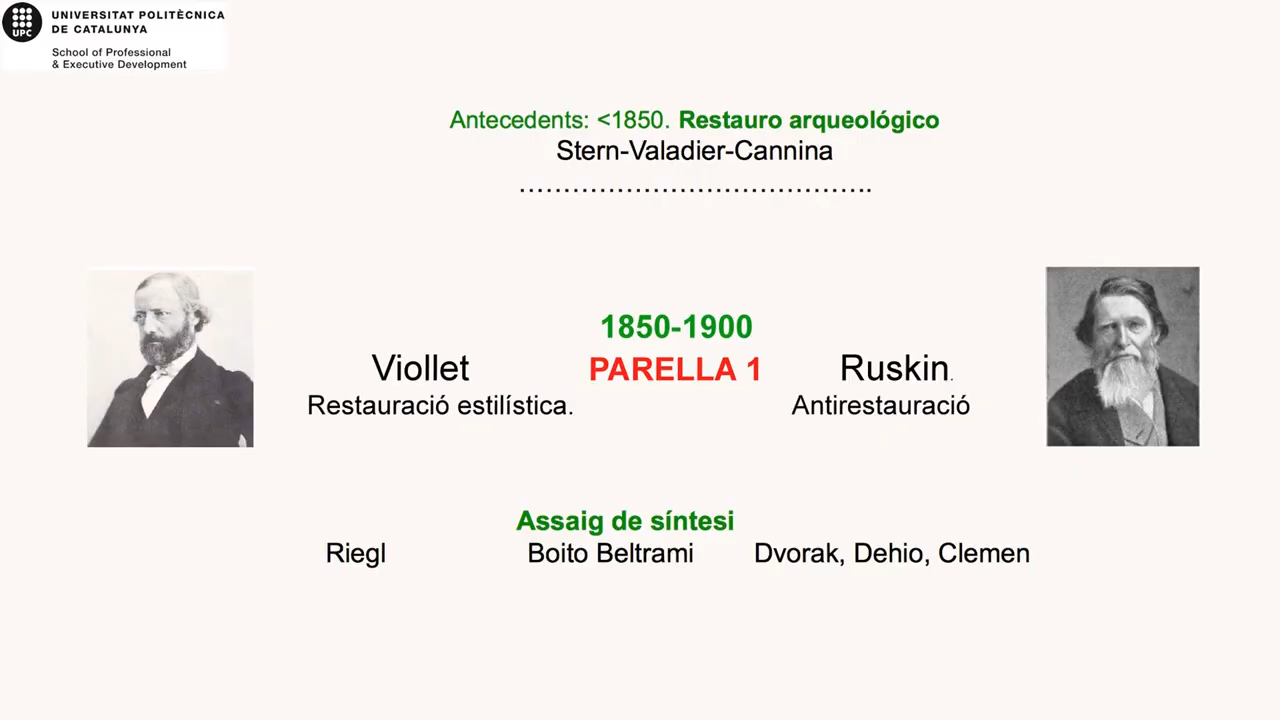 UNIVERSITAT POLITÈCNICA
DE CATALUNYA
UPC
School of Professional
& Executive Development
Antecedents: <1850. Restauro arqueológico
Stern-Valadier-Cannina
…………………………………..
1850-1900
Viollet PARELLA 1 Ruskin.
Restauració estilística. Antirestauració
Assaig de síntesi
Riegl Boito Beltrami Dvorak, Dehio, Clemen